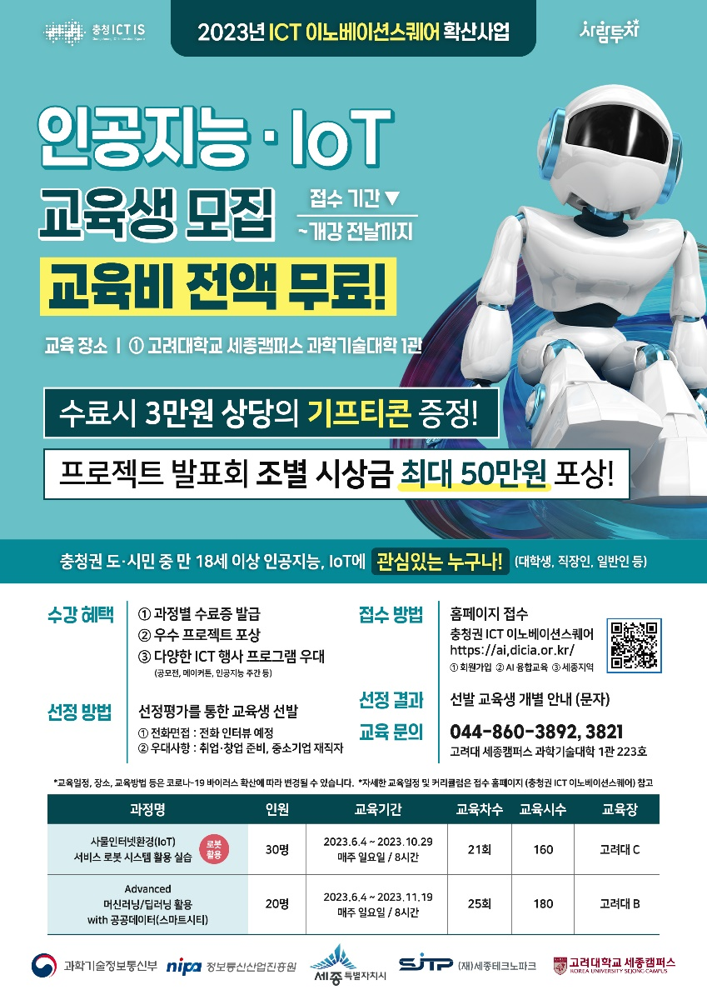 충청ICT IS
2023년 ICT 이노베이션스퀘어 확산사업
사람투자
인공지능·IoT
교육생 모집
접수 기간▼
~개강 전날까지
교육비 전액 무료!
교육 장소 | ① 고려대학교 세종캠퍼스 과학기술대학 1관
수료시 3만원 상당의 기프티콘 증정!
프로젝트 발표회 조별 시상금 최대 50만원 포상!
충청권 도·시민 중 만 18세 이상 인공지능, IoT에 관심있는 누구나! (대학생, 직장인, 일반인 등)
수강 혜택
① 과정별 수료증 발급
② 우수 프로젝트 포상
③ 다양한 ICT 행사 프로그램 우대
(공모전, 메이커톤, 인공지능 주간 등)
선정 방법
선정평가를 통한 교육생 선발
① 전화면접 : 전화 인터뷰 예정
② 우대사항 : 취업·창업 준비, 중소기업 재직자
접수 방법
홈페이지 접수
충청권 ICT 이노베이션스퀘어
https://ai,dicia.or.kr/
① 회원가입 ② AI 융합교육 ③ 세종지역
선정 결과
선발 교육생 개별 안내 (문자)
교육 문의
044-860-3892, 3821
고려대 세종캠퍼스 과학기술대학 1관 223호
*교육일정, 장소, 교육방법 등은 코로나-19 바이러스 확산에 따라 변경될 수 있습니다. *자세한 교육일정 및 커리큘럼은 접수 홈페이지 (충청권 ICT 이노베이션스퀘어) 참고
과정명 인원 교육기간 교육차수 교육시수 교육장
사물인터넷환경(IoT)
서비스 로봇 시스템 활용 실습
로봇
활용
30명
2023.6.4 ~ 2023.10.29
매주 일요일 / 8시간
21회 160 고려대 C
Advanced
머신러닝/딥러닝 활용
with 공공데이터(스마트시티)
20명
2023.6.4 ~ 2023.11.19
매주 일요일 / 8시간
25회 180 고려대 B
과학기술정보통신부
nipa 정보통신산업진흥원
세종특별자치시
SJTP (재)세종테크노파크
고려대학교 세종캠퍼스
KOREA UNIVERSITY SEJONG CAMPUS